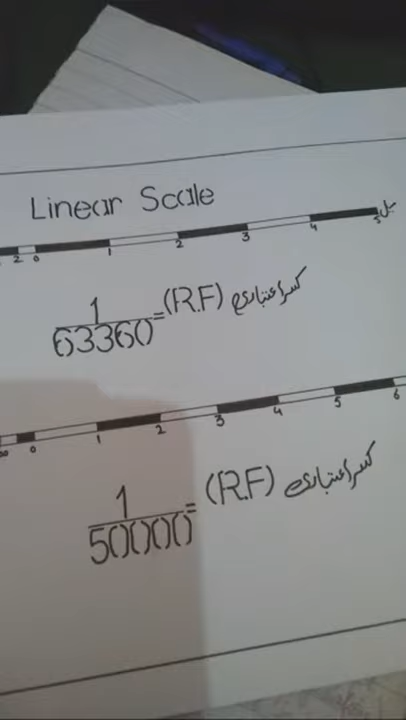 Linear Scale
2 0 1 2 3 4 5 میل
1/63360 = (R.F) کسر اعتباری
0 1 2 3 4 5 6
1/50000 = (R.F) کسر اعتباری